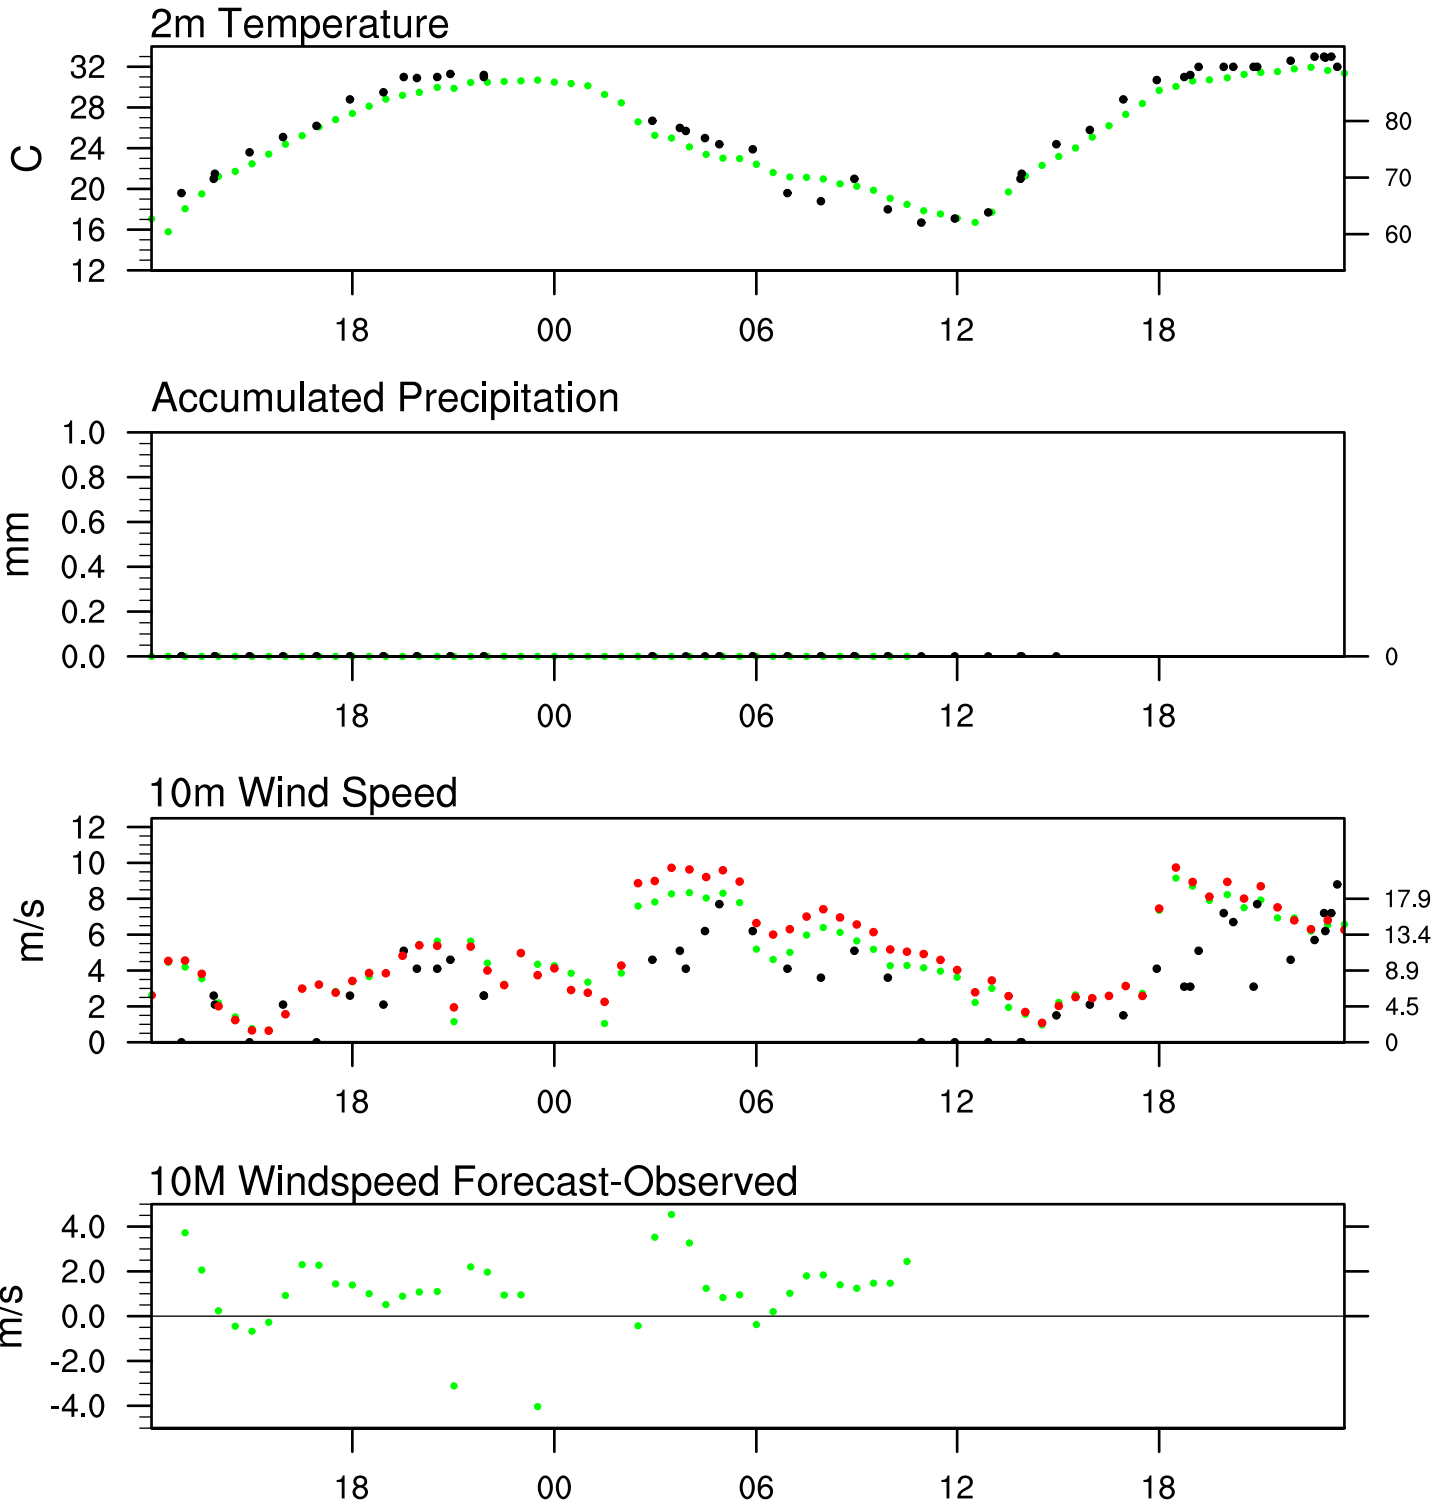 2m Temperature
32
28
24
20
16
12
C
80
70
60
18 00 06 12 18
Accumulated Precipitation
1.0
0.8
0.6
0.4
0.2
0.0
mm
0
18 00 06 12 18
10m Wind Speed
12
10
8
6
4
2
0
m/s
17.9
13.4
8.9
4.5
0
18 00 06 12 18
10M Windspeed Forecast-Observed
4.0
2.0
0.0
-2.0
-4.0
m/s
18 00 06 12 18